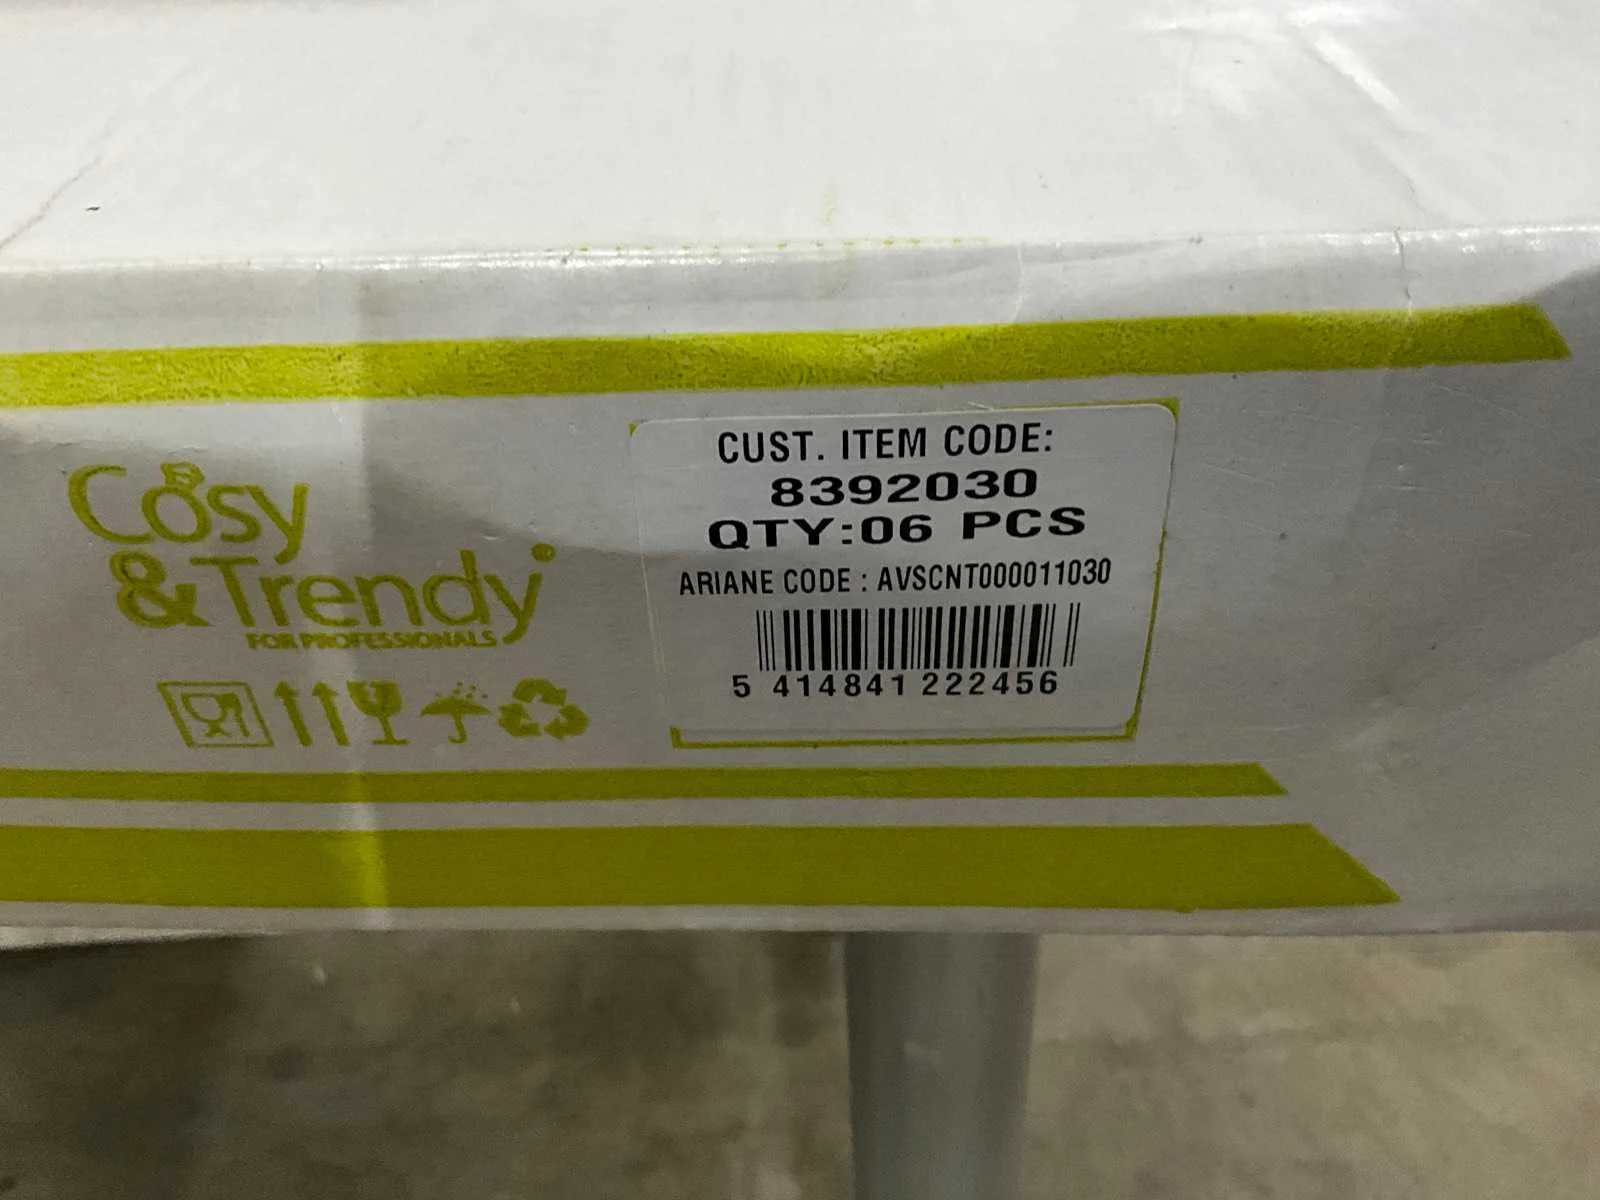 Cosy
&Trendy
FOR PROFESSIONALS
CUST. ITEM CODE:
8392030
QTY:06 PCS
ARIANE CODE : AVSCNT000011030
5 414841 222456